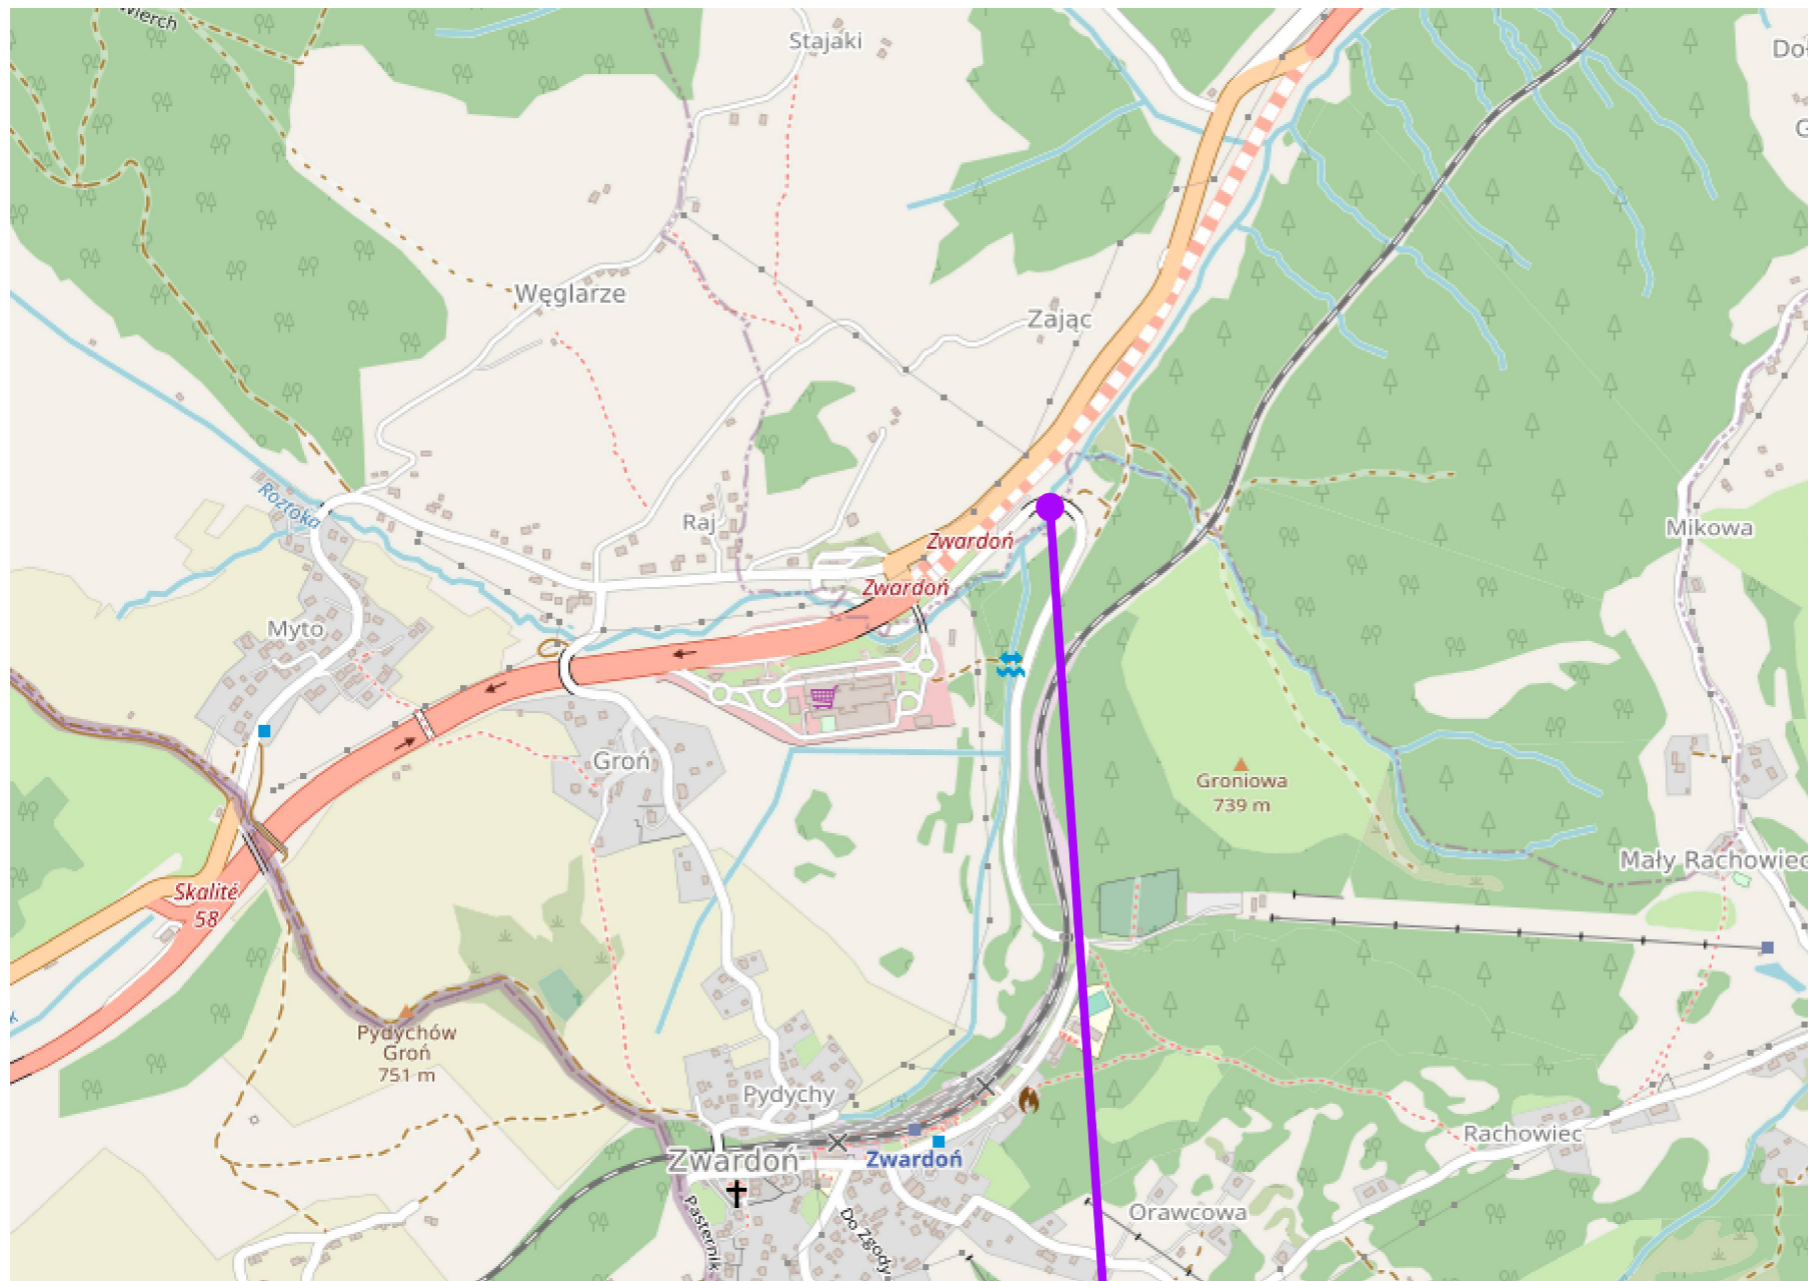 Wierch
Stajaki
Węglarze
Zając
Roztoka
Raj
Zwardoń
Mikowa
Zwardoń
Myto
Groń
Groniowa
739 m
Mały Rachowiec
Skalité
58
Pydychów
Groń
751 m
Pydychy
Rachowiec
Zwardoń
Zwardoń
Pasternik
Do Zgody
Orawcowa